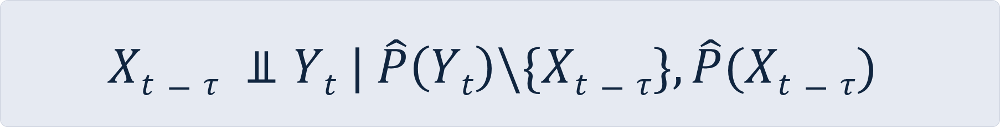 X_{t − τ} ⫫ Y_t | P̂(Y_t)\{X_{t − τ}}, P̂(X_{t − τ})